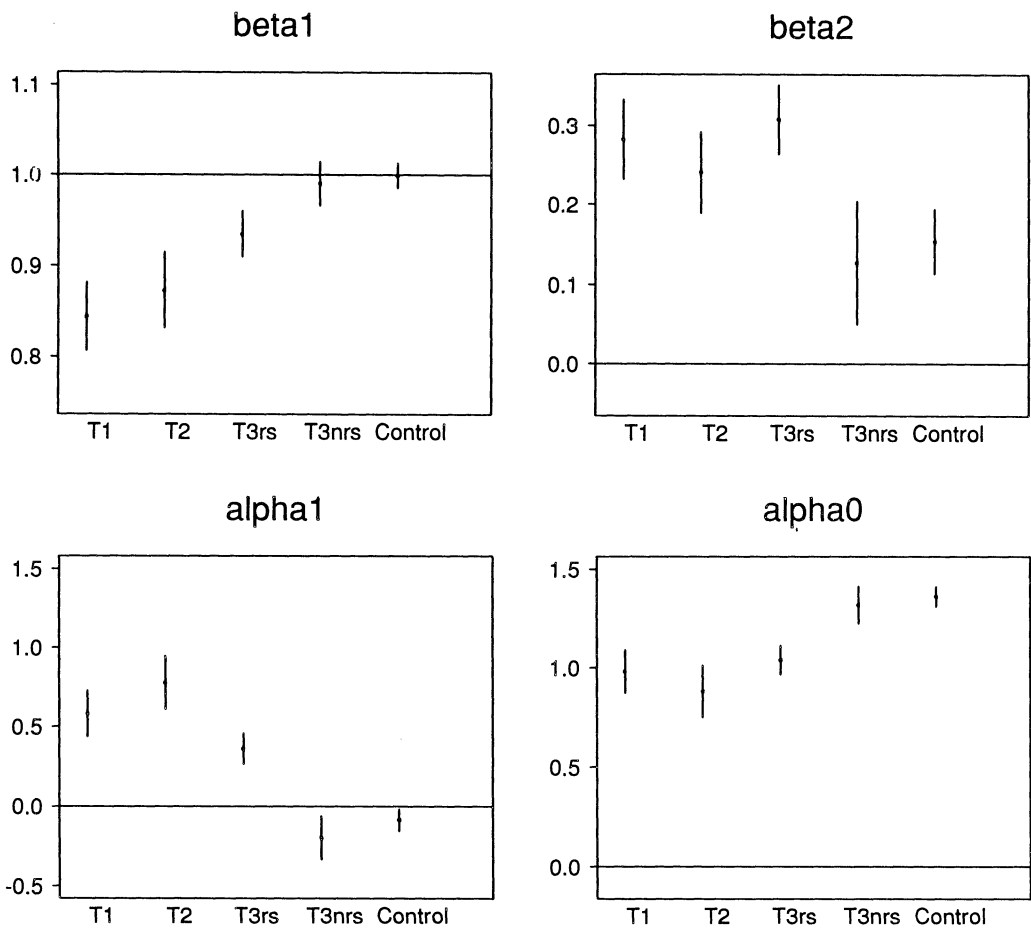 beta1
1.1
1.0
0.9
0.8
T1 T2 T3rs T3nrs Control
beta2
0.3
0.2
0.1
0.0
T1 T2 T3rs T3nrs Control
alpha1
1.5
1.0
0.5
0.0
-0.5
T1 T2 T3rs T3nrs Control
alpha0
1.5
1.0
0.5
0.0
T1 T2 T3rs T3nrs Control